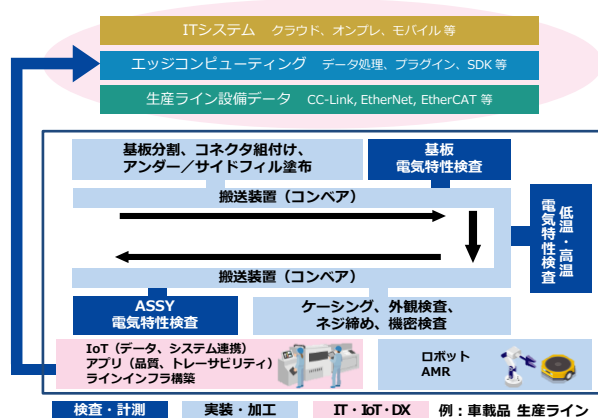 ITシステム クラウド、オンプレ、モバイル 等
エッジコンピューティング データ処理、プラグイン、SDK 等
生産ライン設備データ CC-Link, EtherNet, EtherCAT 等
基板分割、コネクタ組付け、
アンダー／サイドフィル塗布
基板
電気特性検査
搬送装置（コンベア）
低温・高温
電気特性検査
搬送装置（コンベア）
ASSY
電気特性検査
ケーシング、外観検査、
ネジ締め、機密検査
IoT（データ、システム連携）
アプリ（品質、トレーサビリティ）
ラインインフラ構築
ロボット
AMR
検査・計測
実装・加工
IT・IoT・DX
例：車載品 生産ライン